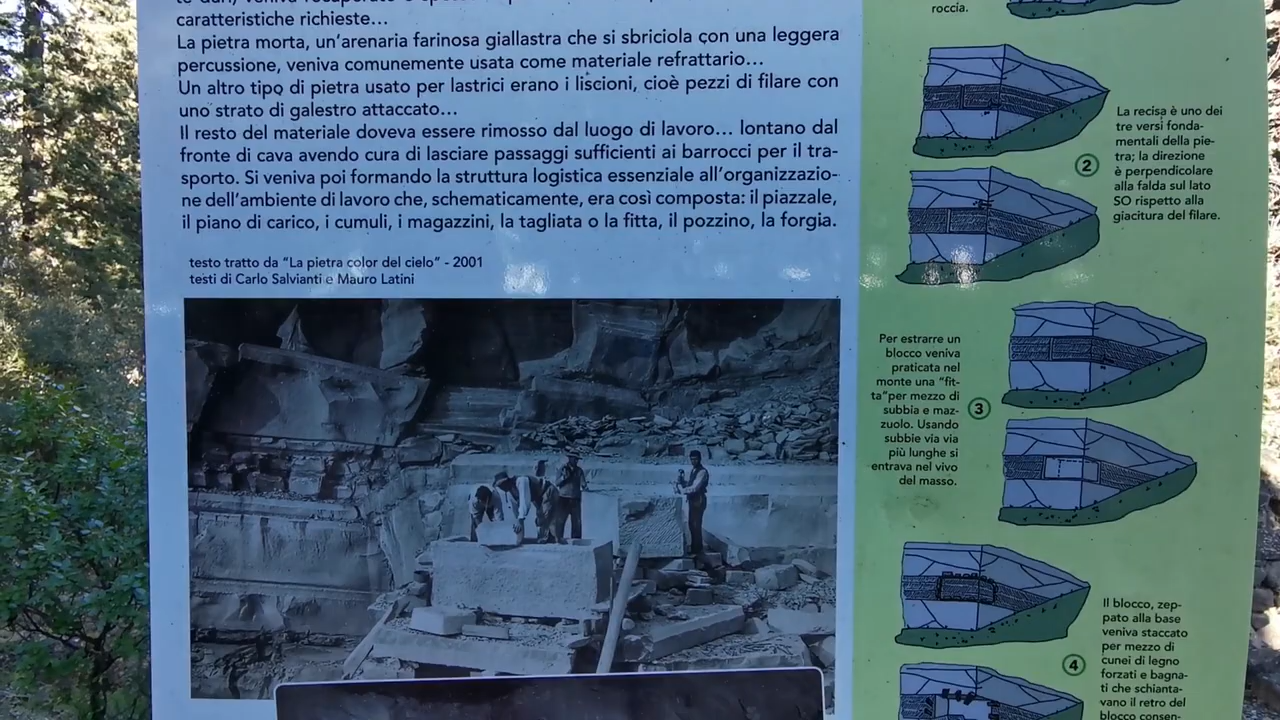 caratteristiche richieste...
La pietra morta, un'arenaria farinosa giallastra che si sbriciola con una leggera
percussione, veniva comunemente usata come materiale refrattario...
Un altro tipo di pietra usato per lastrici erano i liscioni, cioè pezzi di filare con
uno strato di galestro attaccato...
Il resto del materiale doveva essere rimosso dal luogo di lavoro... lontano dal
fronte di cava avendo cura di lasciare passaggi sufficienti ai barrocci per il tra-
sporto. Si veniva poi formando la struttura logistica essenziale all'organizzazio-
ne dell'ambiente di lavoro che, schematicamente, era così composta: il piazzale,
il piano di carico, i cumuli, i magazzini, la tagliata o la fitta, il pozzino, la forgia.
testo tratto da "La pietra color del cielo" - 2001
testi di Carlo Salvianti e Mauro Latini
roccia.
La recisa è uno dei
tre versi fonda-
mentali della pie-
tra; la direzione
è perpendicolare
alla falda sul lato
SO rispetto alla
giacitura del filare.
2
Per estrarre un
blocco veniva
praticata nel
monte una "fit-
ta"per mezzo di
subbia e maz-
zuolo. Usando
subbie via via
più lunghe si
entrava nel vivo
del masso.
3
Il blocco, zep-
pato alla base
veniva staccato
per mezzo di
cunei di legno
forzati e bagna-
ti che schianta-
vano il retro del
blocco consen-
4